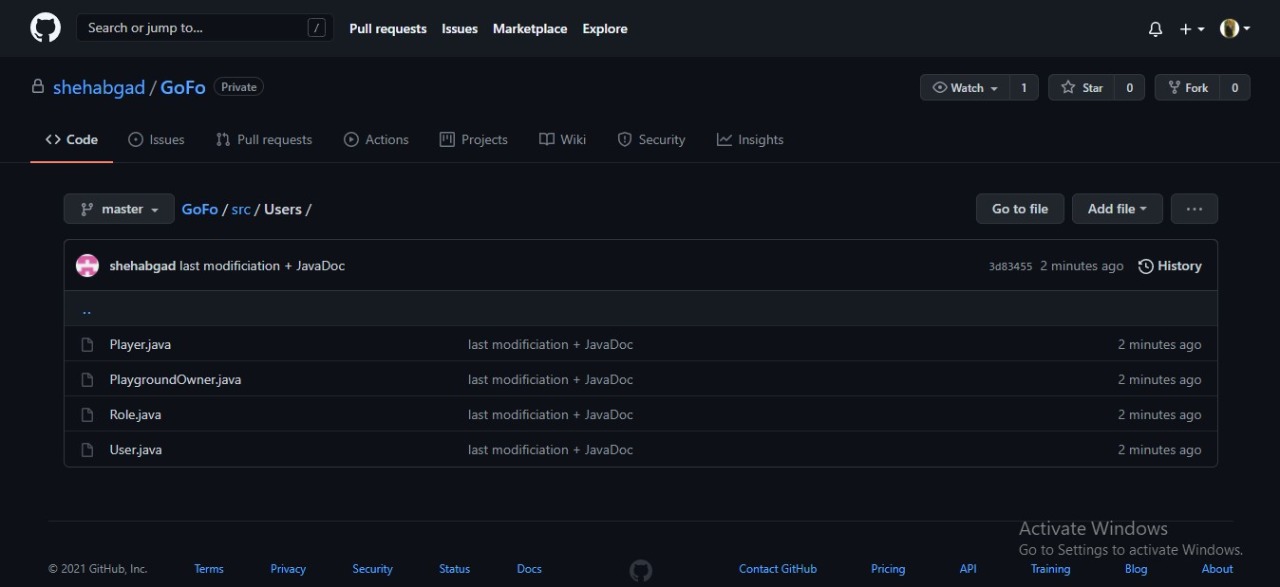 Search or jump to... / Pull requests Issues Marketplace Explore
shehabgad / GoFo Private Watch 1 Star 0 Fork 0
Code Issues Pull requests Actions Projects Wiki Security Insights
master GoFo / src / Users / Go to file Add file ...
shehabgad last modificiation + JavaDoc 3d83455 2 minutes ago History
..
Player.java last modificiation + JavaDoc 2 minutes ago
PlaygroundOwner.java last modificiation + JavaDoc 2 minutes ago
Role.java last modificiation + JavaDoc 2 minutes ago
User.java last modificiation + JavaDoc 2 minutes ago
Activate Windows
Go to Settings to activate Windows.
© 2021 GitHub, Inc. Terms Privacy Security Status Docs Contact GitHub Pricing API Training Blog About